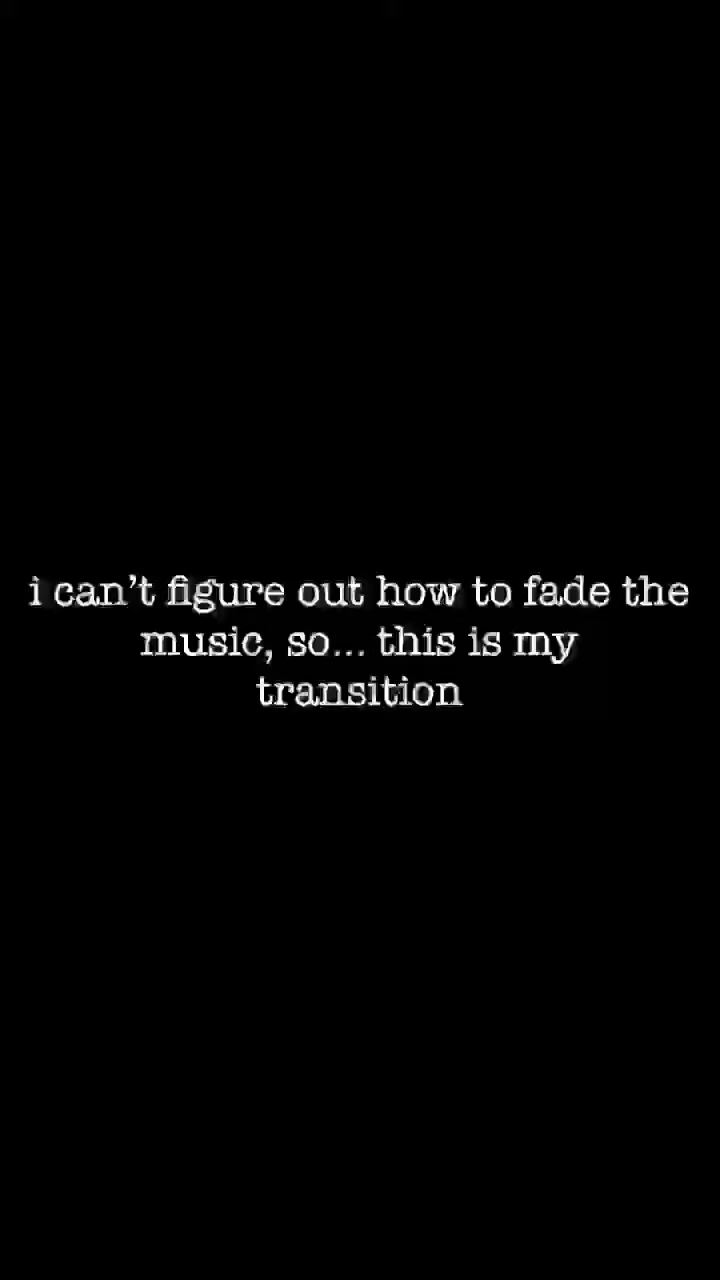 i can’t figure out how to fade the
music, so... this is my
transition